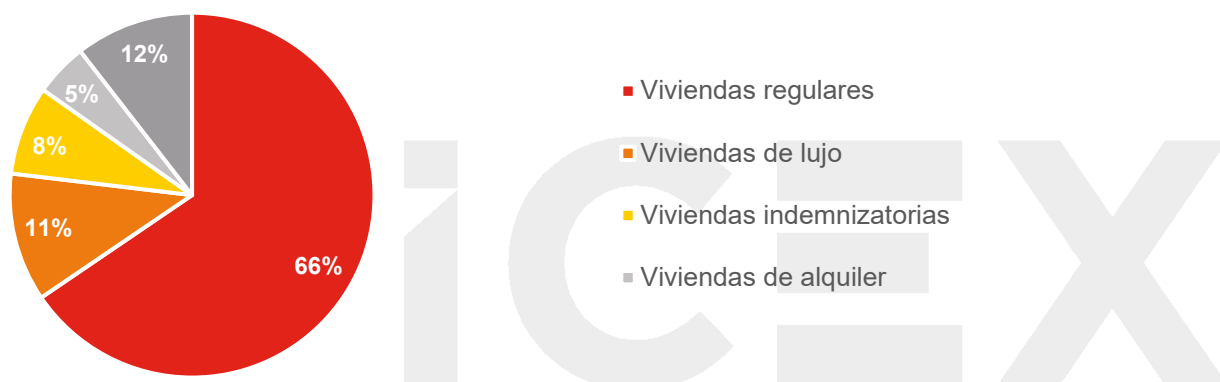 12%
5%
8%
11%
66%
Viviendas regulares
Viviendas de lujo
Viviendas indemnizatorias
Viviendas de alquiler
iCEX